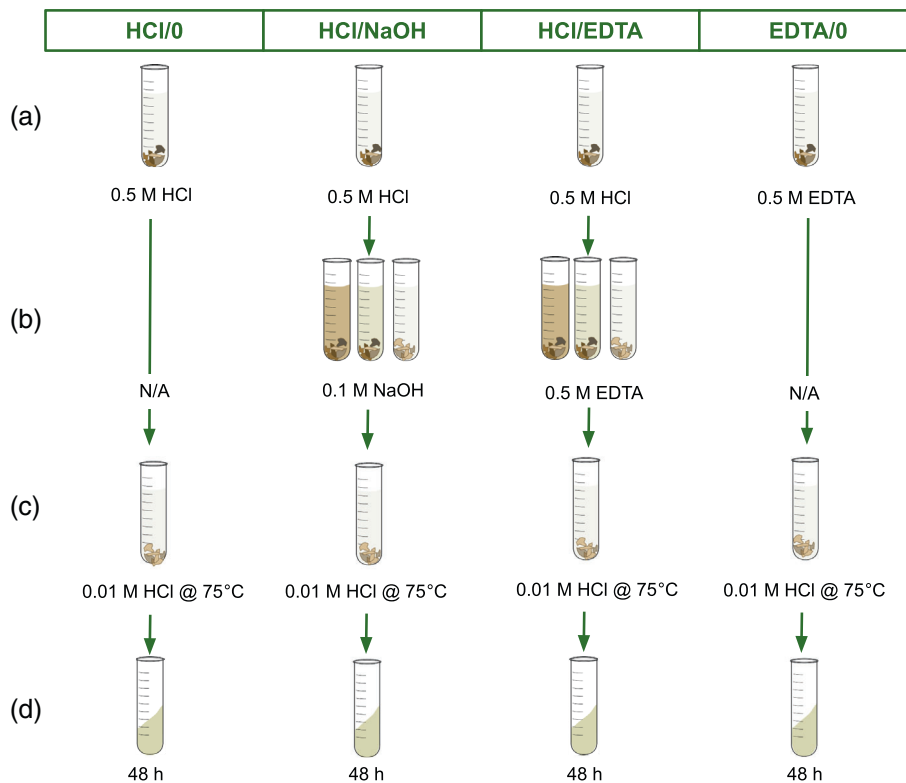 HCl/0 HCl/NaOH HCl/EDTA EDTA/0
(a)
0.5 M HCl 0.5 M HCl 0.5 M HCl 0.5 M EDTA
(b)
N/A 0.1 M NaOH 0.5 M EDTA N/A
(c)
0.01 M HCl @ 75°C 0.01 M HCl @ 75°C 0.01 M HCl @ 75°C 0.01 M HCl @ 75°C
(d)
48 h 48 h 48 h 48 h